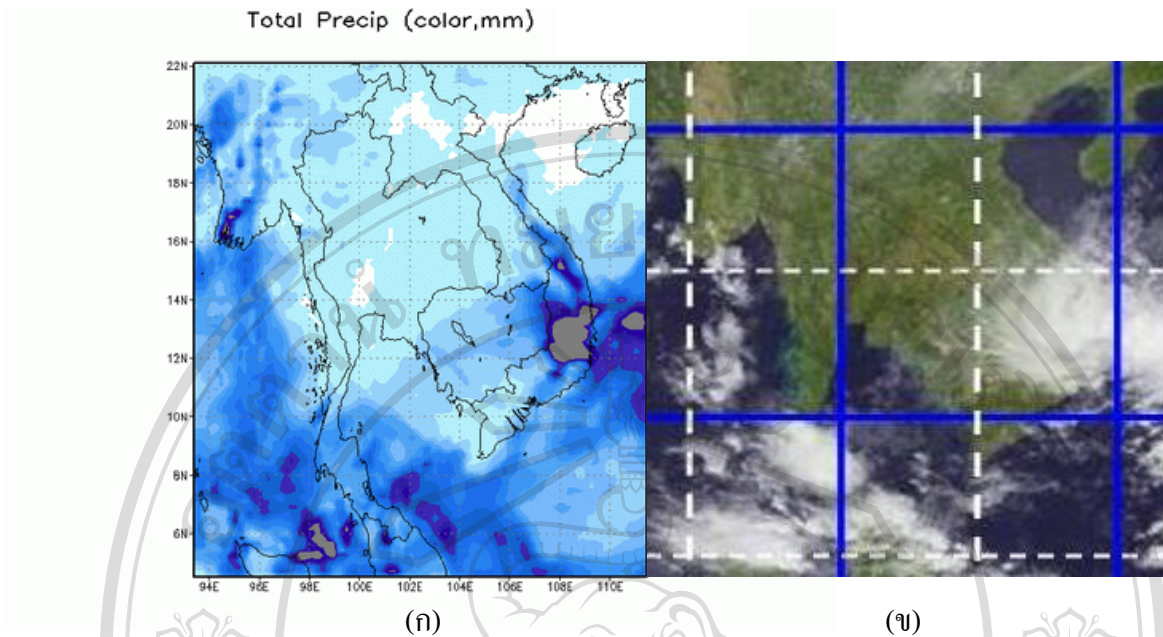 Total Precip (color,mm)
22N
20N
18N
16N
14N
12N
10N
8N
6N
94E 96E 98E 100E 102E 104E 106E 108E 110E
(ก) (ข)